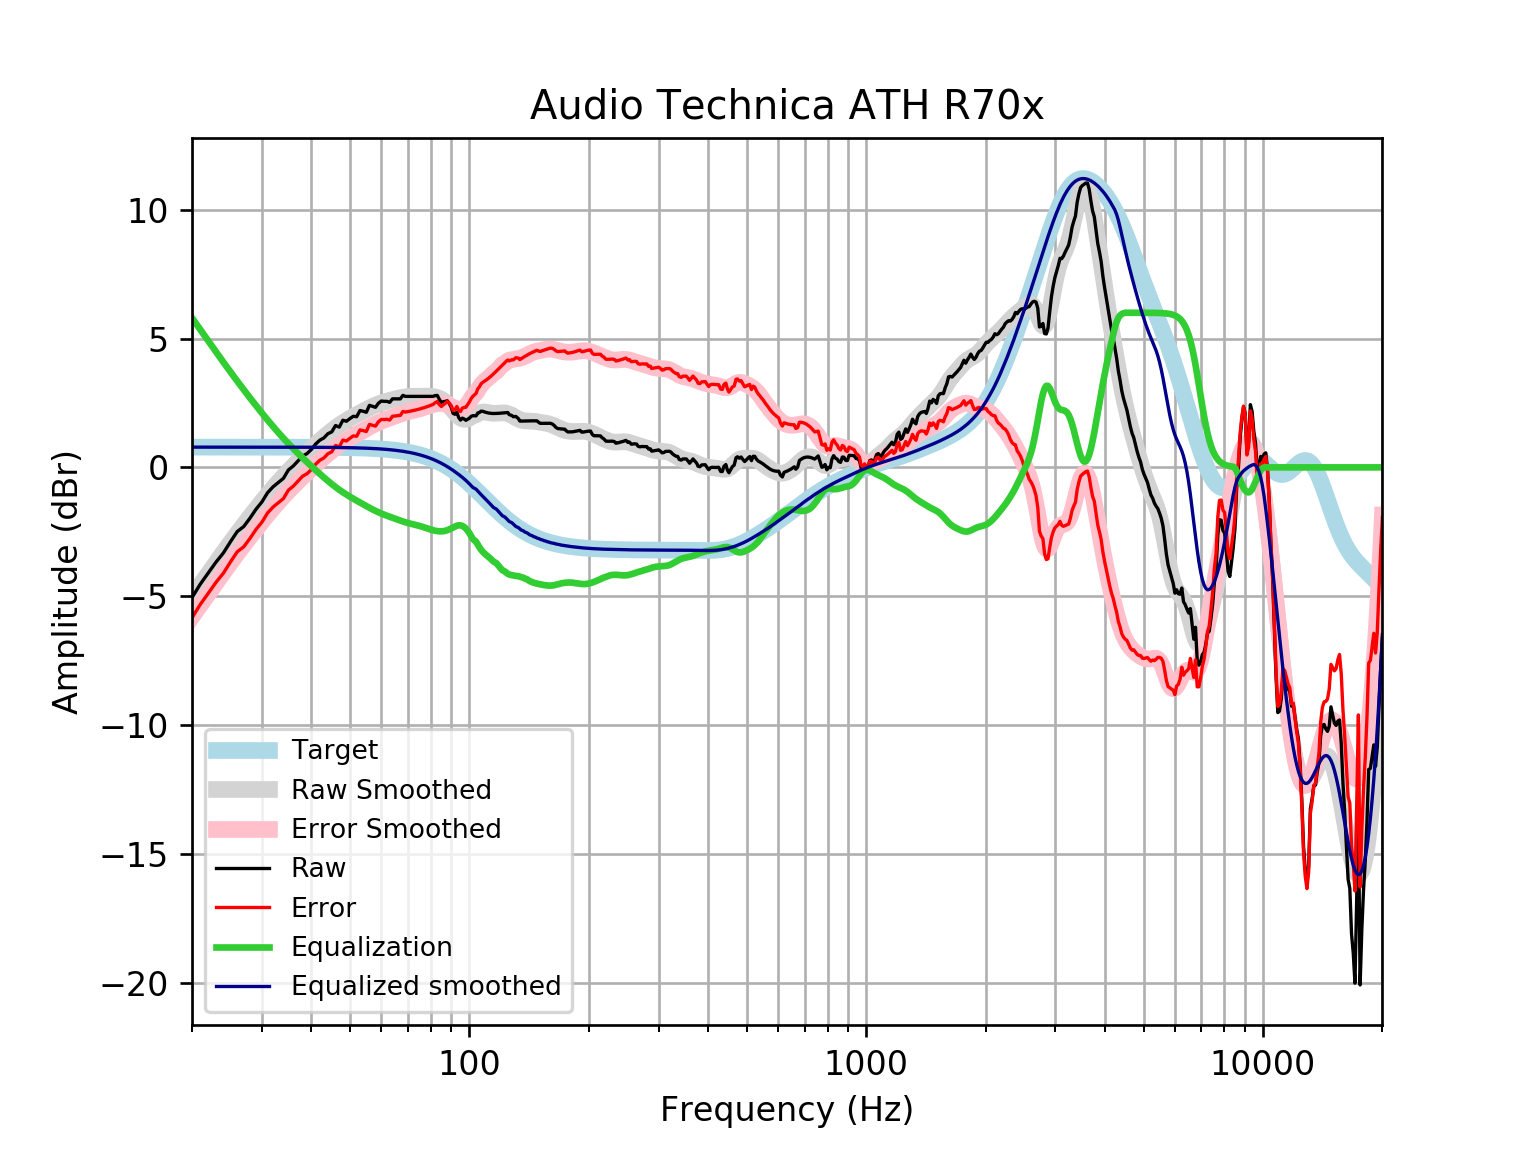 Audio Technica ATH R70x
10
5
0
−5
−10
−15
−20
Amplitude (dBr)
Target
Raw Smoothed
Error Smoothed
Raw
Error
Equalization
Equalized smoothed
100
1000
10000
Frequency (Hz)